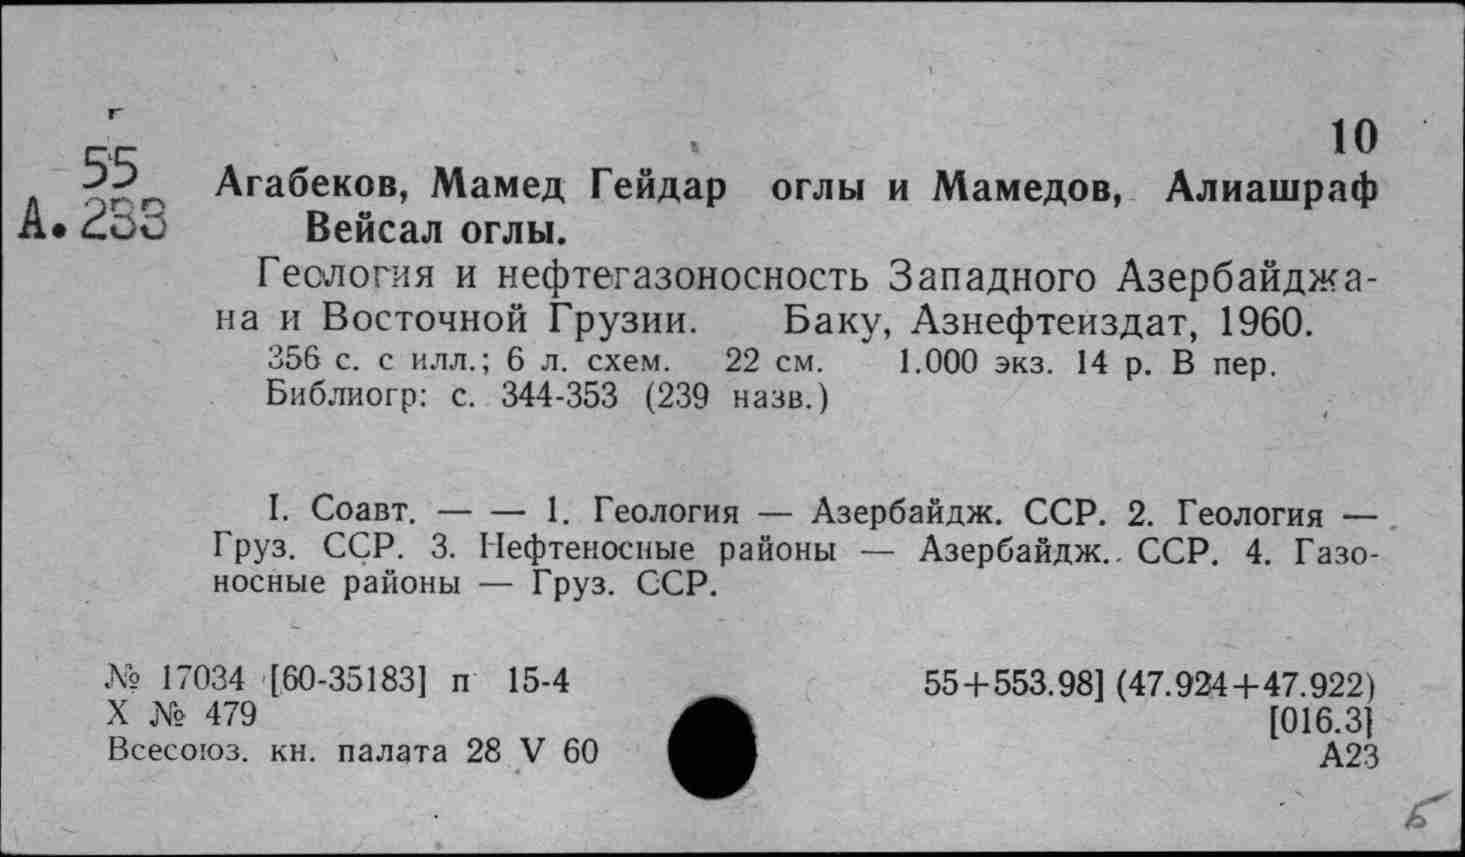 г
10
55
А. 233
Агабеков, Мамед Гейдар оглы и Мамедов, Алиашраф
Вейсал оглы.
Геология и нефтегазоносность Западного Азербайджа-
на и Восточной Грузии. Баку, Азнефтеиздат, 1960.
356 с. с илл.; 6 л. схем. 22 см. 1.000 экз. 14 р. В пер.
Библиогр: с. 344-353 (239 назв.)
I. Соавт. — — 1. Геология — Азербайдж. ССР. 2. Геология —
Груз. ССР. 3. Нефтеносные районы — Азербайдж. ССР. 4. Газо-
носные районы — Груз. ССР.
№ 17034 [60-35183] п 15-4
55+553.98] (47.924+47.922)
Х № 479
[016.3]
Всесоюз. кн. палата 28 V 60
А23
Б